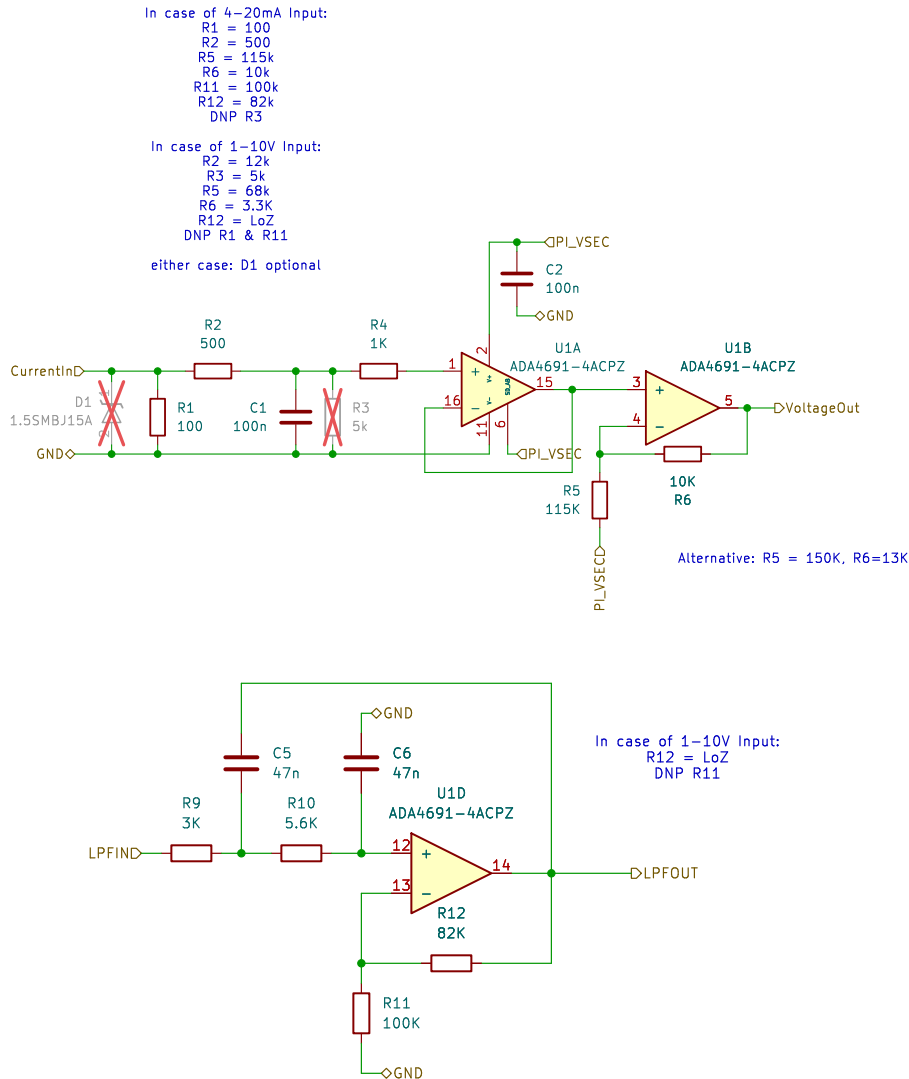 In case of 4-20mA Input:
R1 = 100
R2 = 500
R5 = 115k
R6 = 10k
R11 = 100k
R12 = 82k
DNP R3
In case of 1-10V Input:
R2 = 12k
R3 = 5k
R5 = 68k
R6 = 3.3K
R12 = LoZ
DNP R1 & R11
either case: D1 optional
PI_VSEC
C2
100n
GND
R2
500
R4
1K
U1A
ADA4691-4ACPZ
U1B
ADA4691-4ACPZ
CurrentIn
1
2
V+
SD_AB
V-
15
16
11
6
3
4
5
VoltageOut
D1
1.5SMBJ15A
1
2
R1
100
C1
100n
R3
5k
GND
PI_VSEC
10K
R6
R5
115K
PI_VSEC
Alternative: R5 = 150K, R6=13K
GND
C5
47n
C6
47n
In case of 1-10V Input:
R12 = LoZ
DNP R11
U1D
ADA4691-4ACPZ
R9
3K
R10
5.6K
LPFIN
12
13
14
LPFOUT
R12
82K
R11
100K
GND